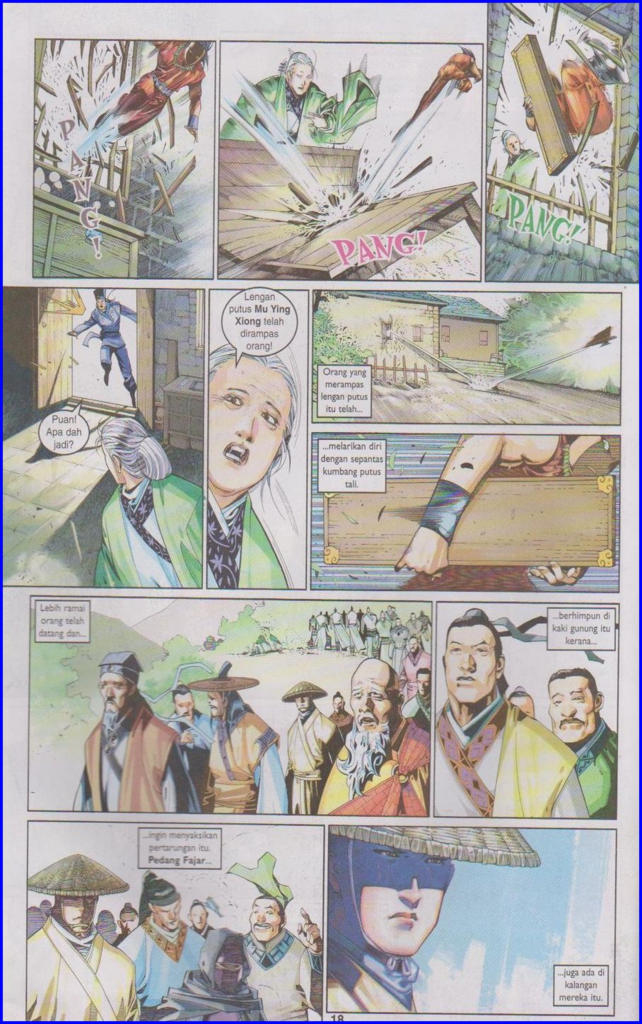 PANG!
PANG!
PANG!
Puan!
Apa dah
jadi?
Lengan
putus Mu Ying
Xiong telah
dirampas
orang!
Orang yang
merampas
lengan putus
itu telah...
...melarikan diri
dengan sepantas
kumbang putus
tali.
Lebih ramai
orang telah
datang dan...
...berhimpun di
kaki gunung itu
kerana...
...ingin menyaksikan
pertarungan itu.
Pedang Fajar...
...juga ada di
kalangan
mereka itu.
18